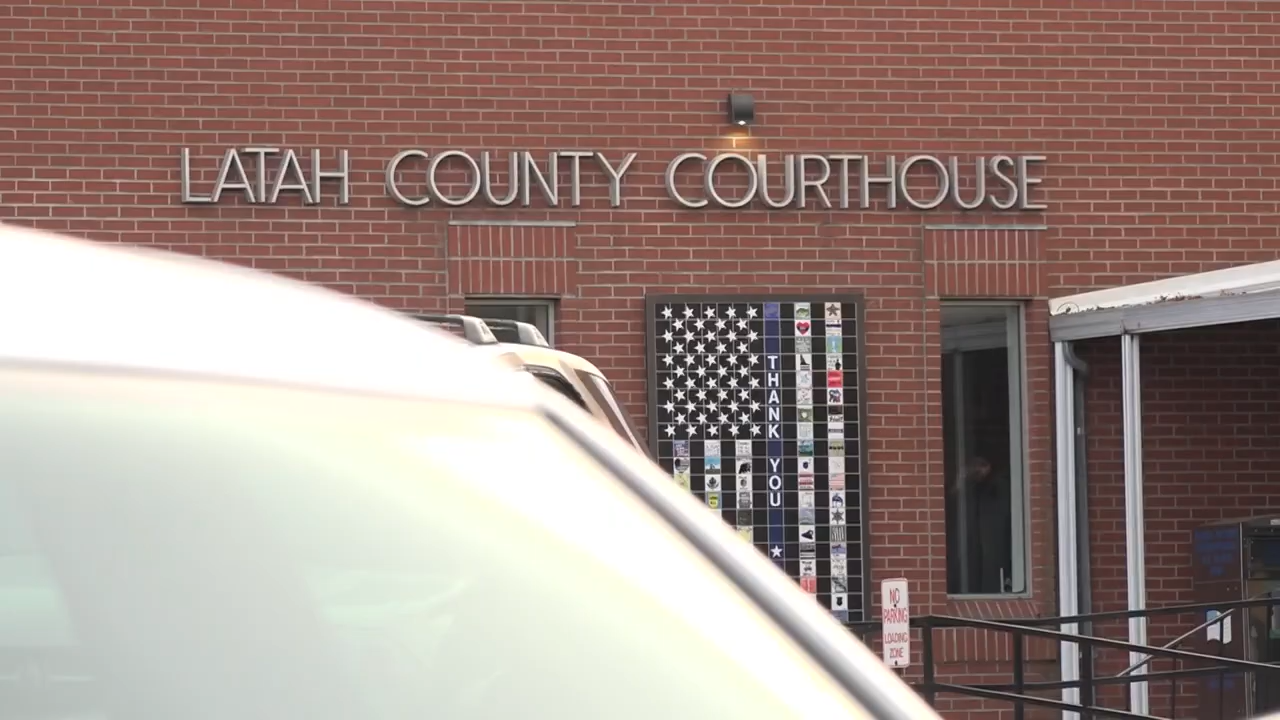 LATAH COUNTY COURTHOUSE
THANK YOU
NO
PARKING
LOADING
ZONE